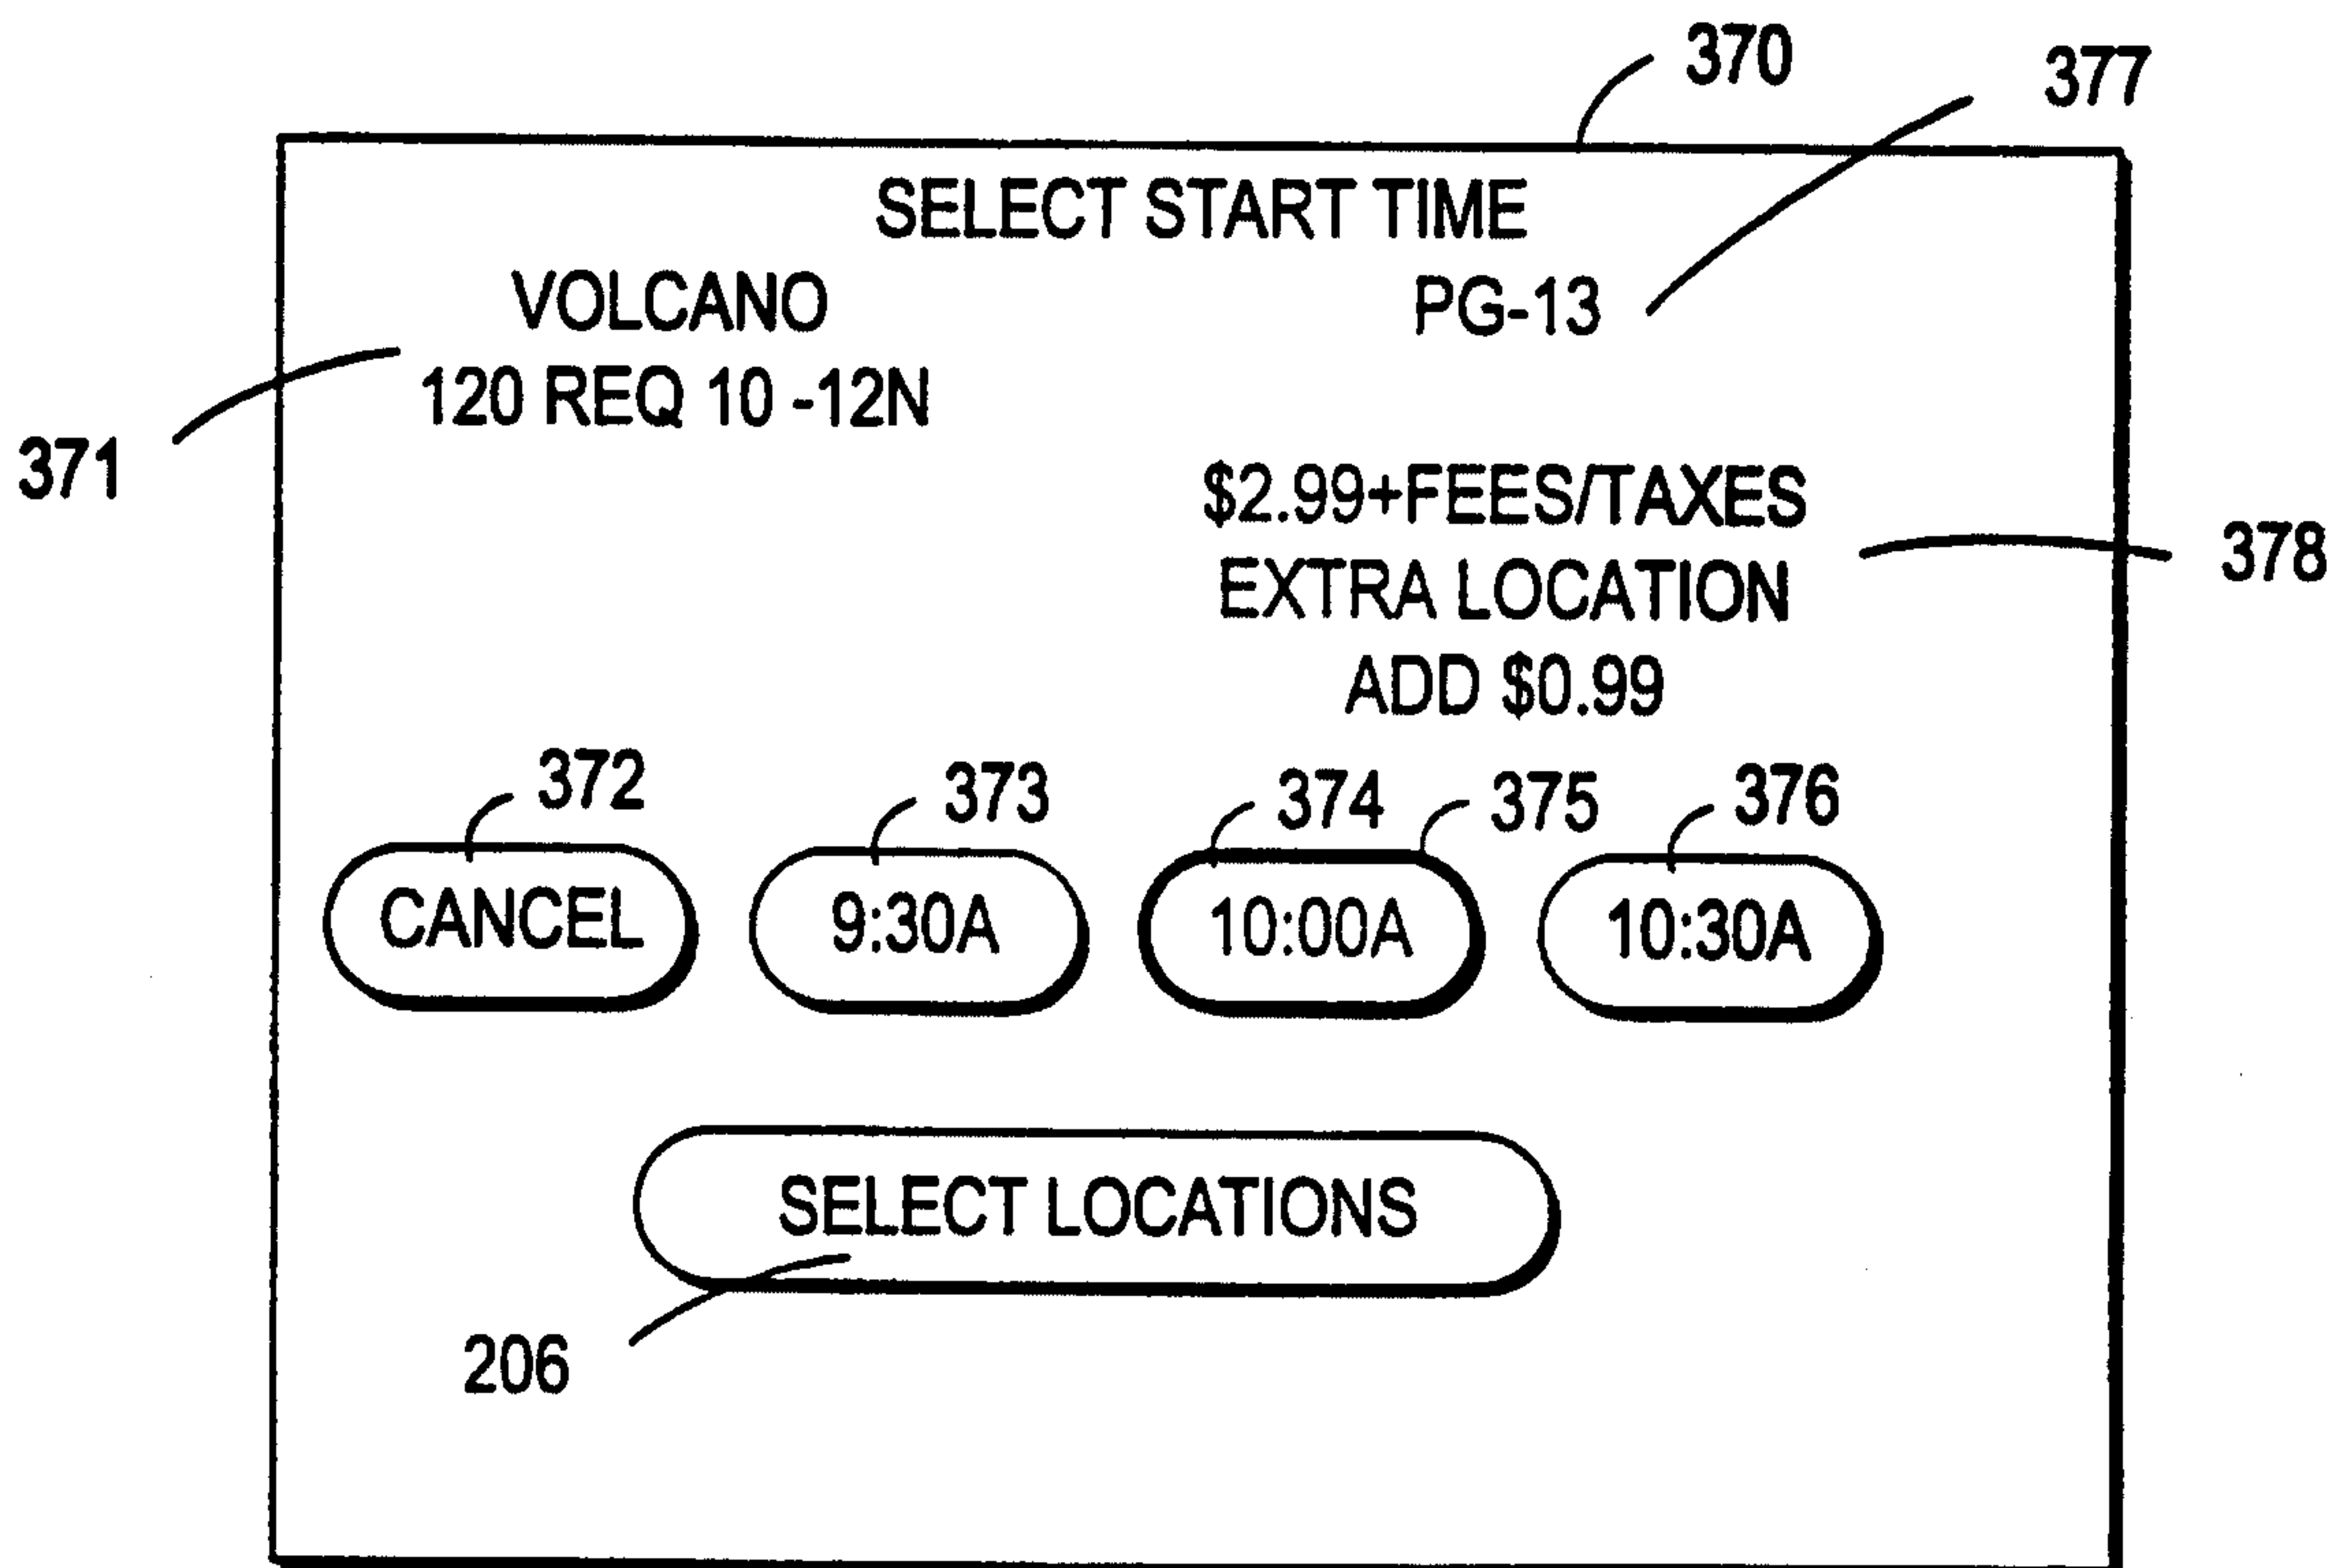 370
377
SELECT START TIME
VOLCANO PG-13
120 REQ 10 -12N
371
$2.99+FEES/TAXES
378
EXTRA LOCATION
ADD $0.99
372 373 374 375 376
CANCEL 9:30A 10:00A 10:30A
SELECT LOCATIONS
206